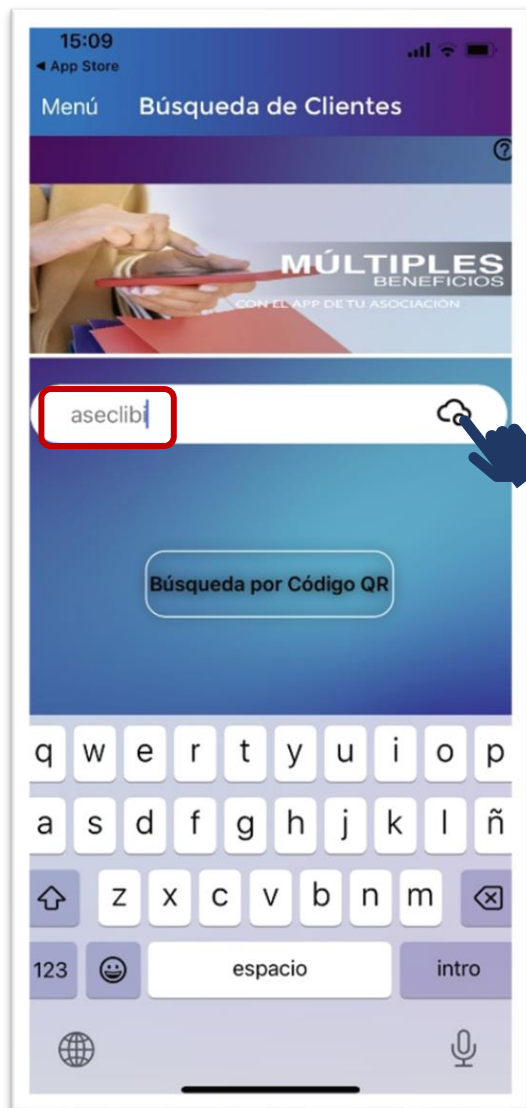 15:09
◀ App Store
Menú Búsqueda de Clientes
MÚLTIPLES
BENEFICIOS
CON EL APP DE TU ASOCIACIÓN
aseclibi
Búsqueda por Código QR
q w e r t y u i o p
a s d f g h j k l ñ
z x c v b n m
123 espacio intro